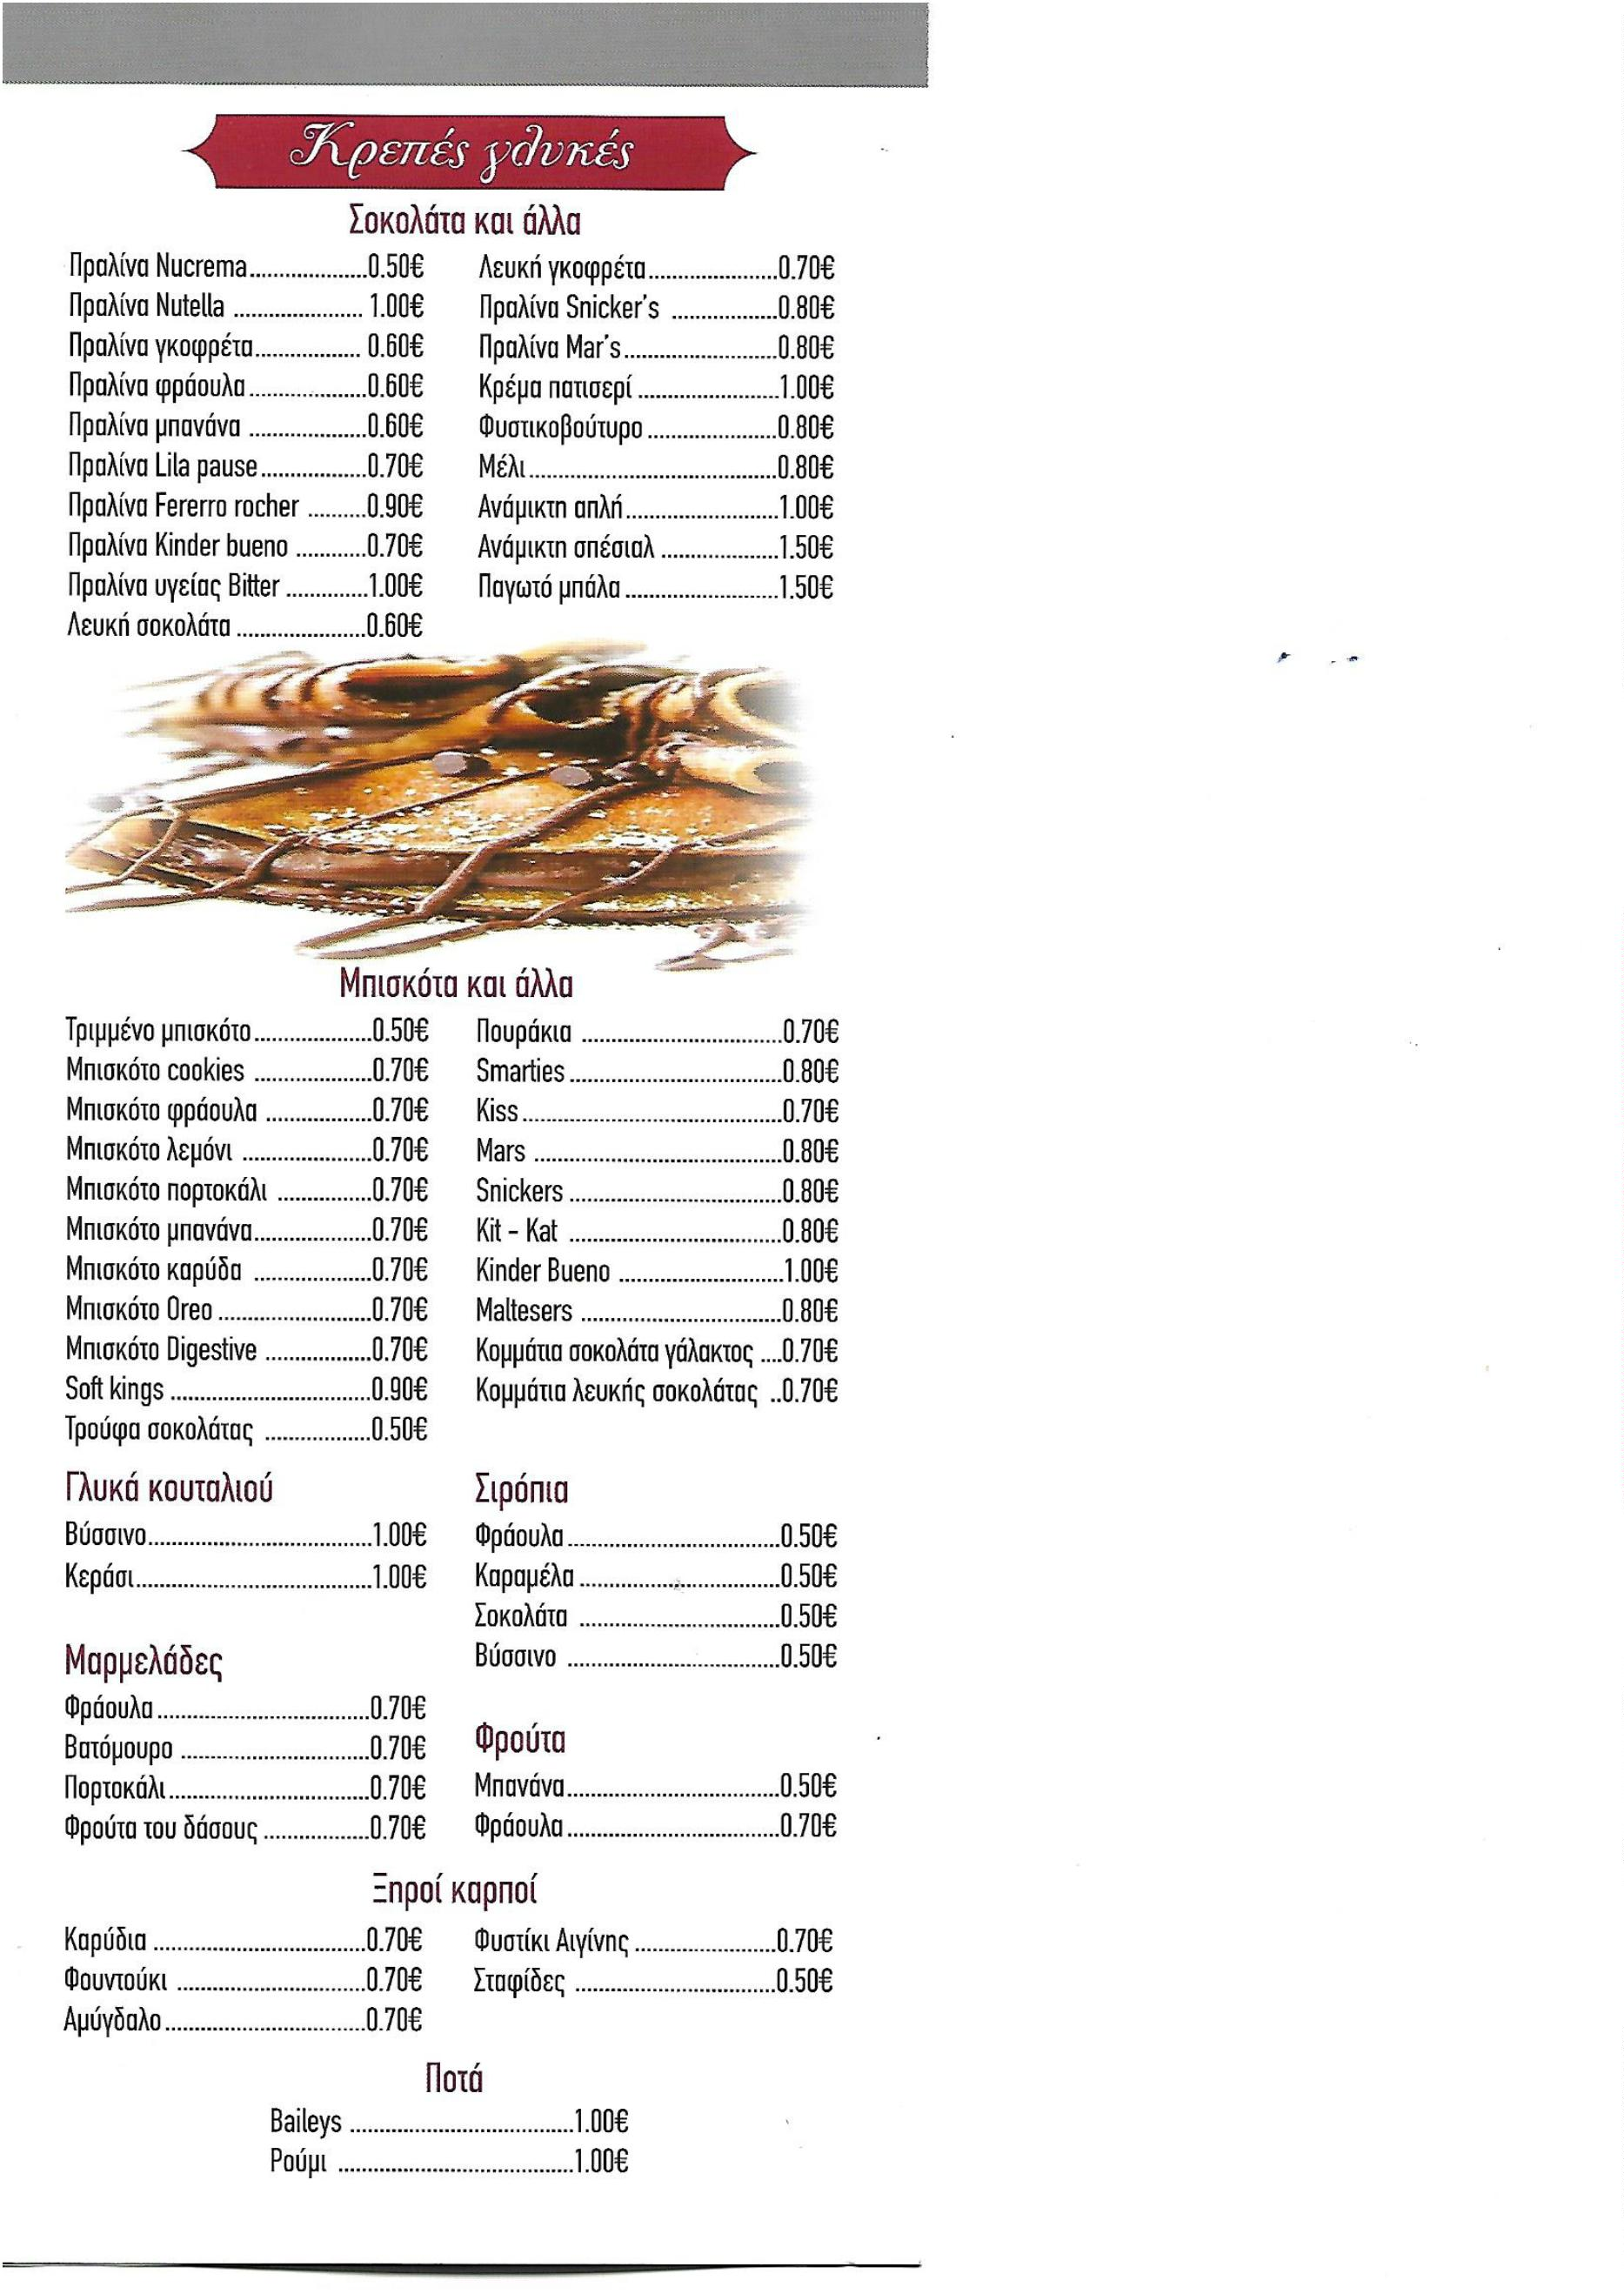 Κρεπές γλυκές
Σοκολάτα και άλλα
Πραλίνα Nucrema....................0.50€
Πραλίνα Nutella ...................... 1.00€
Πραλίνα γκοφρέτα.................. 0.60€
Πραλίνα φράουλα....................0.60€
Πραλίνα μπανάνα ....................0.60€
Πραλίνα Lila pause..................0.70€
Πραλίνα Fererro rocher ..........0.90€
Πραλίνα Kinder bueno ............0.70€
Πραλίνα υγείας Bitter ..............1.00€
Λευκή σοκολάτα ......................0.60€
Λευκή γκοφρέτα......................0.70€
Πραλίνα Snicker's ..................0.80€
Πραλίνα Mar's..........................0.80€
Κρέμα πατισερί ........................1.00€
Φυστικοβούτυρο......................0.80€
Μέλι..........................................0.80€
Ανάμικτη απλή..........................1.00€
Ανάμικτη σπέσιαλ ....................1.50€
Παγωτό μπάλα..........................1.50€
Μπισκότα και άλλα
Τριμμένο μπισκότο....................0.50€
Μπισκότο cookies ....................0.70€
Μπισκότο φράουλα ..................0.70€
Μπισκότο λεμόνι ......................0.70€
Μπισκότο πορτοκάλι ................0.70€
Μπισκότο μπανάνα....................0.70€
Μπισκότο καρύδα ....................0.70€
Μπισκότο Oreo..........................0.70€
Μπισκότο Digestive ..................0.70€
Soft kings ..................................0.90€
Τρούφα σοκολάτας ..................0.50€
Πουράκια ..................................0.70€
Smarties....................................0.80€
Kiss............................................0.70€
Mars ..........................................0.80€
Snickers ....................................0.80€
Kit - Kat ....................................0.80€
Kinder Bueno ............................1.00€
Maltesers ..................................0.80€
Κομμάτια σοκολάτα γάλακτος ....0.70€
Κομμάτια λευκής σοκολάτας ..0.70€
Γλυκά κουταλιού
Βύσσινο......................................1.00€
Κεράσι........................................1.00€
Μαρμελάδες
Φράουλα....................................0.70€
Βατόμουρο ................................0.70€
Πορτοκάλι..................................0.70€
Φρούτα του δάσους ..................0.70€
Σιρόπια
Φράουλα....................................0.50€
Καραμέλα ..................................0.50€
Σοκολάτα ..................................0.50€
Βύσσινο ....................................0.50€
Φρούτα
Μπανάνα....................................0.50€
Φράουλα....................................0.70€
Ξηροί καρποί
Καρύδια ....................................0.70€
Φουντούκι ................................0.70€
Αμύγδαλο..................................0.70€
Φυστίκι Αιγίνης ........................0.70€
Σταφίδες ..................................0.50€
Ποτά
Baileys ......................................1.00€
Ρούμι ........................................1.00€